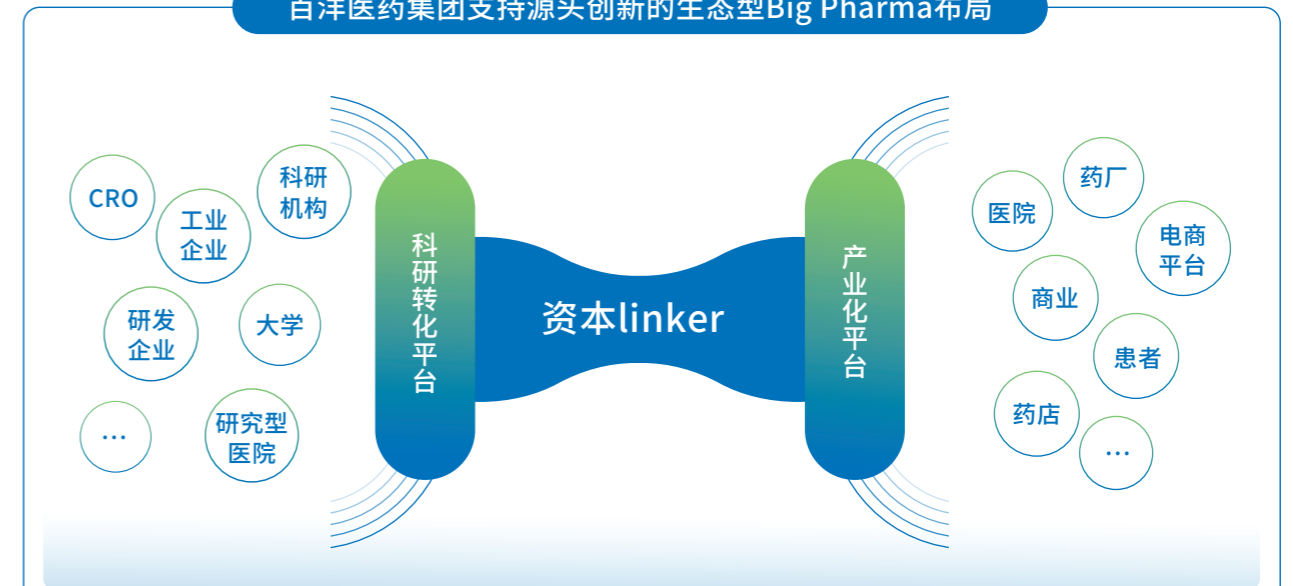 百洋医药集团支持源头创新的生态型Big Pharma布局
CRO
工业
企业
科研
机构
研发
企业
大学
…
研究型
医院
科研转化平台
资本linker
产业化平台
医院
药厂
电商
平台
商业
患者
药店
…